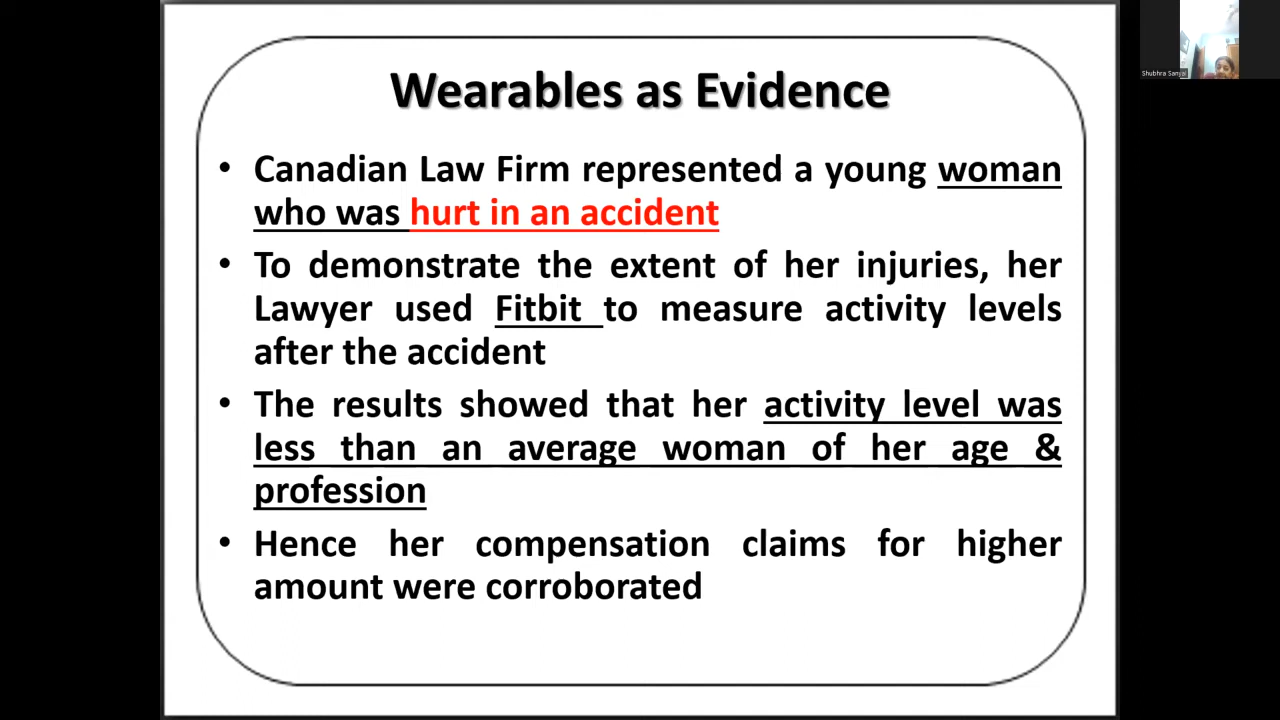 Wearables as Evidence
• Canadian Law Firm represented a young woman
who was hurt in an accident
• To demonstrate the extent of her injuries, her
Lawyer used Fitbit to measure activity levels
after the accident
• The results showed that her activity level was
less than an average woman of her age &
profession
• Hence her compensation claims for higher
amount were corroborated
Shubhra Sanyal